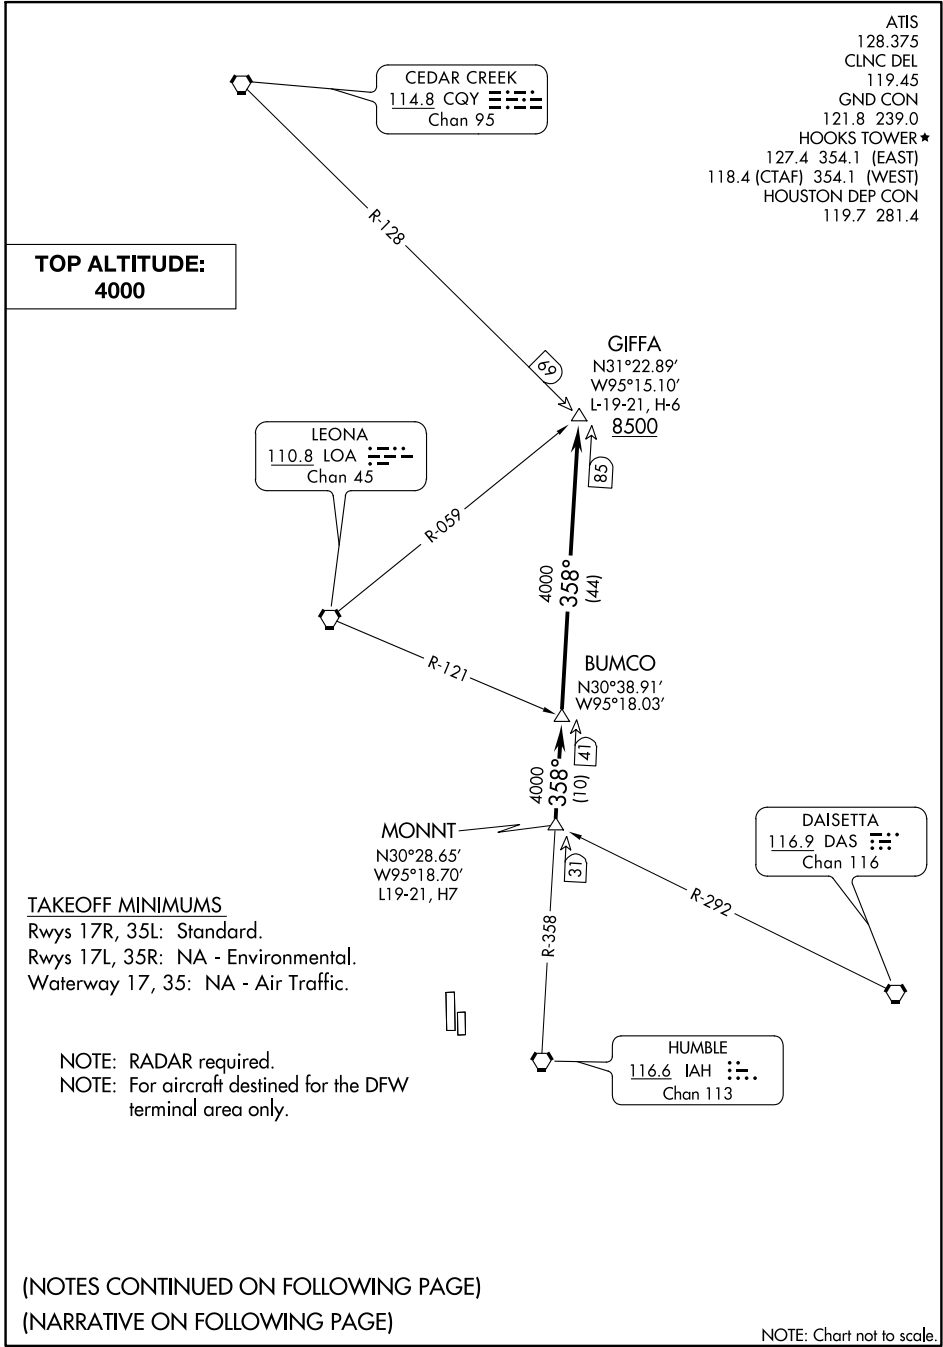 ATIS
128.375
CLNC DEL
119.45
GND CON
121.8 239.0
HOOKS TOWER★
127.4 354.1 (EAST)
118.4 (CTAF) 354.1 (WEST)
HOUSTON DEP CON
119.7 281.4
CEDAR CREEK
114.8 CQY
Chan 95
R-128
TOP ALTITUDE:
4000
69
GIFFA
N31°22.89′
W95°15.10′
L-19-21, H-6
8500
LEONA
110.8 LOA
Chan 45
85
R-059
4000
358°
(44)
R-121
BUMCO
N30°38.91′
W95°18.03′
41
4000
358°
(10)
MONNT
N30°28.65′
W95°18.70′
L19-21, H7
31
DAISETTA
116.9 DAS
Chan 116
R-292
R-358
TAKEOFF MINIMUMS
Rwys 17R, 35L: Standard.
Rwys 17L, 35R: NA - Environmental.
Waterway 17, 35: NA - Air Traffic.
NOTE: RADAR required.
NOTE: For aircraft destined for the DFW
terminal area only.
HUMBLE
116.6 IAH
Chan 113
(NOTES CONTINUED ON FOLLOWING PAGE)
(NARRATIVE ON FOLLOWING PAGE)
NOTE: Chart not to scale.